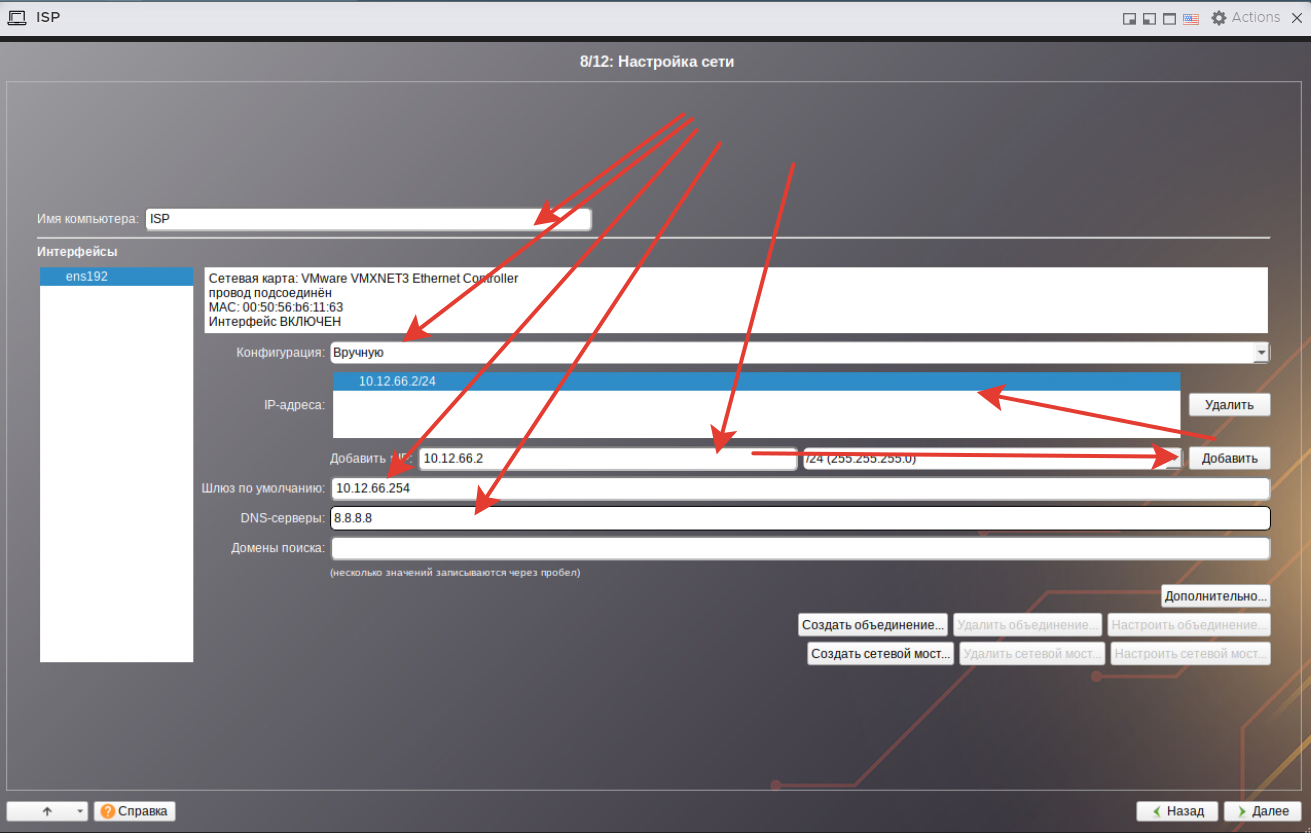 ISP
Actions
8/12: Настройка сети
Имя компьютера: ISP
Интерфейсы
ens192
Сетевая карта: VMware VMXNET3 Ethernet Controller
провод подсоединён
MAC: 00:50:56:b6:11:63
Интерфейс ВКЛЮЧЕН
Конфигурация: Вручную
10.12.66.2/24
IP-адреса:
Удалить
Добавить ↑IP: 10.12.66.2 /24 (255.255.255.0) Добавить
Шлюз по умолчанию: 10.12.66.254
DNS-серверы: 8.8.8.8
Домены поиска:
(несколько значений записываются через пробел)
Дополнительно...
Создать объединение... Удалить объединение... Настроить объединение...
Создать сетевой мост... Удалить сетевой мост... Настроить сетевой мост...
Справка
Назад
Далее